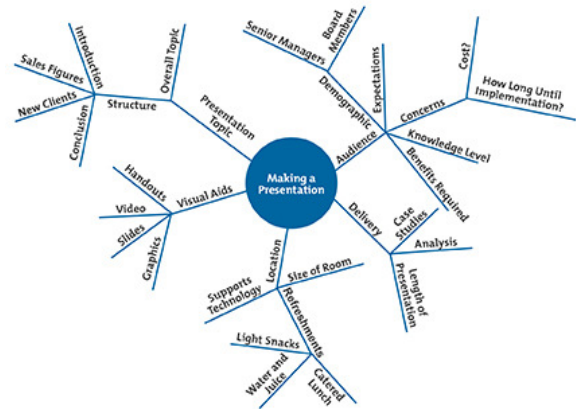 Making a
Presentation
Presentation
Topic
Overall Topic
Structure
Introduction
Sales Figures
New Clients
Conclusion
Visual Aids
Handouts
Video
Slides
Graphics
Location
Supports
Technology
Size of Room
Refreshments
Light Snacks
Water and
Juice
Catered
Lunch
Delivery
Case
Studies
Analysis
Length of
Presentation
Audience
Demographic
Senior Managers
Board
Members
Expectations
Concerns
Cost?
How Long Until
Implementation?
Knowledge Level
Benefits Required